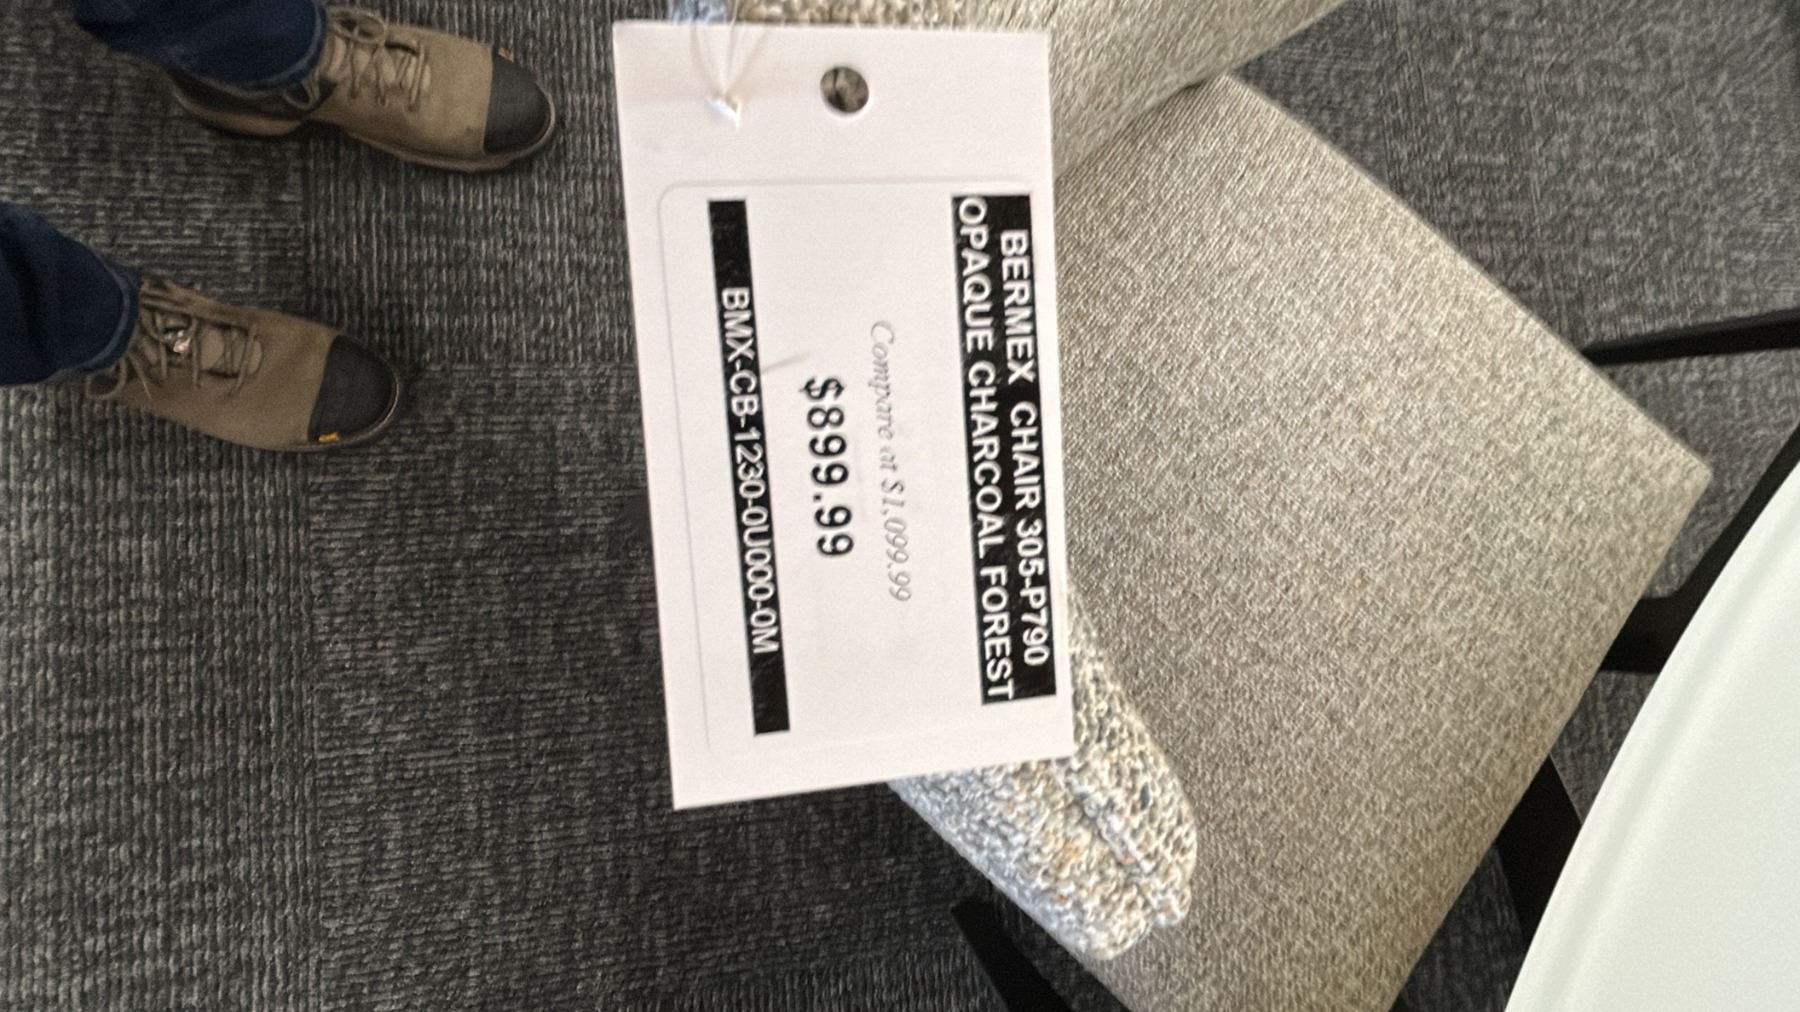 BERMEX CHAIR 305-P790
OPAQUE CHARCOAL FOREST
Compare at $1,099.99
$899.99
BMX-CB-1230-0U000-0M